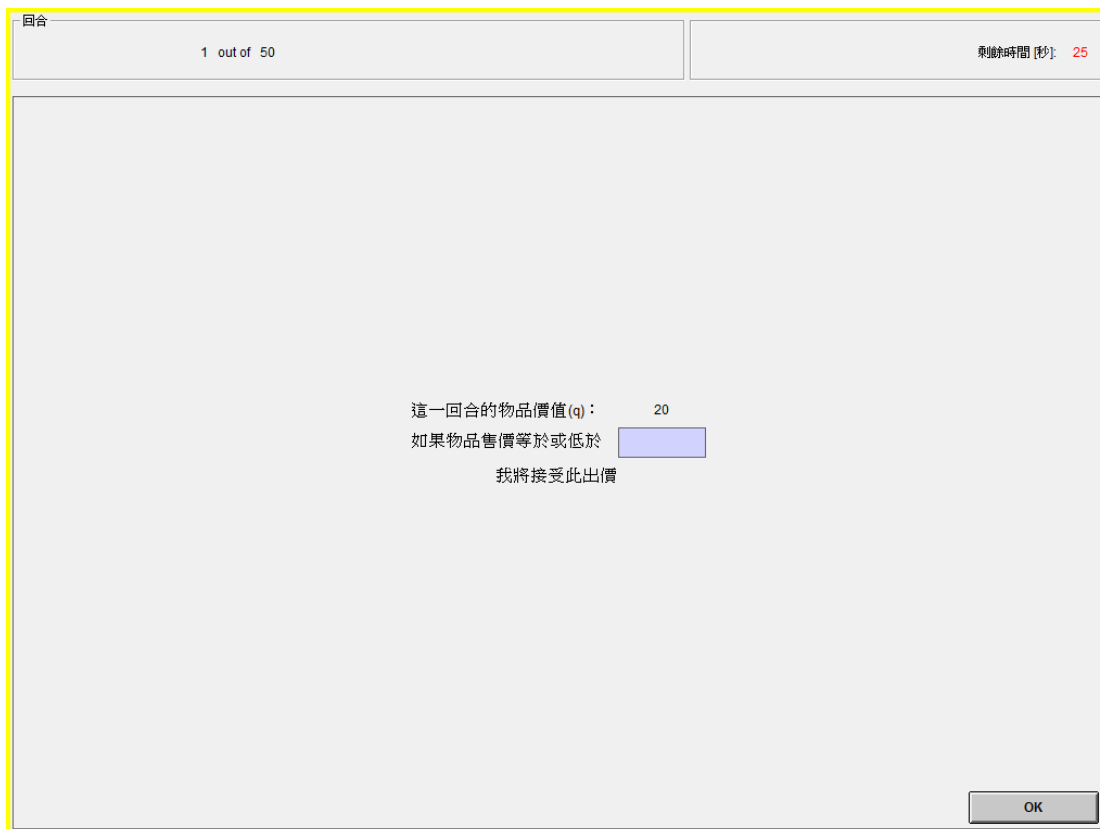 回合
1 out of 50
剩餘時間 [秒]: 25
這一回合的物品價值(q)： 20
如果物品售價等於或低於
我將接受此出價
OK